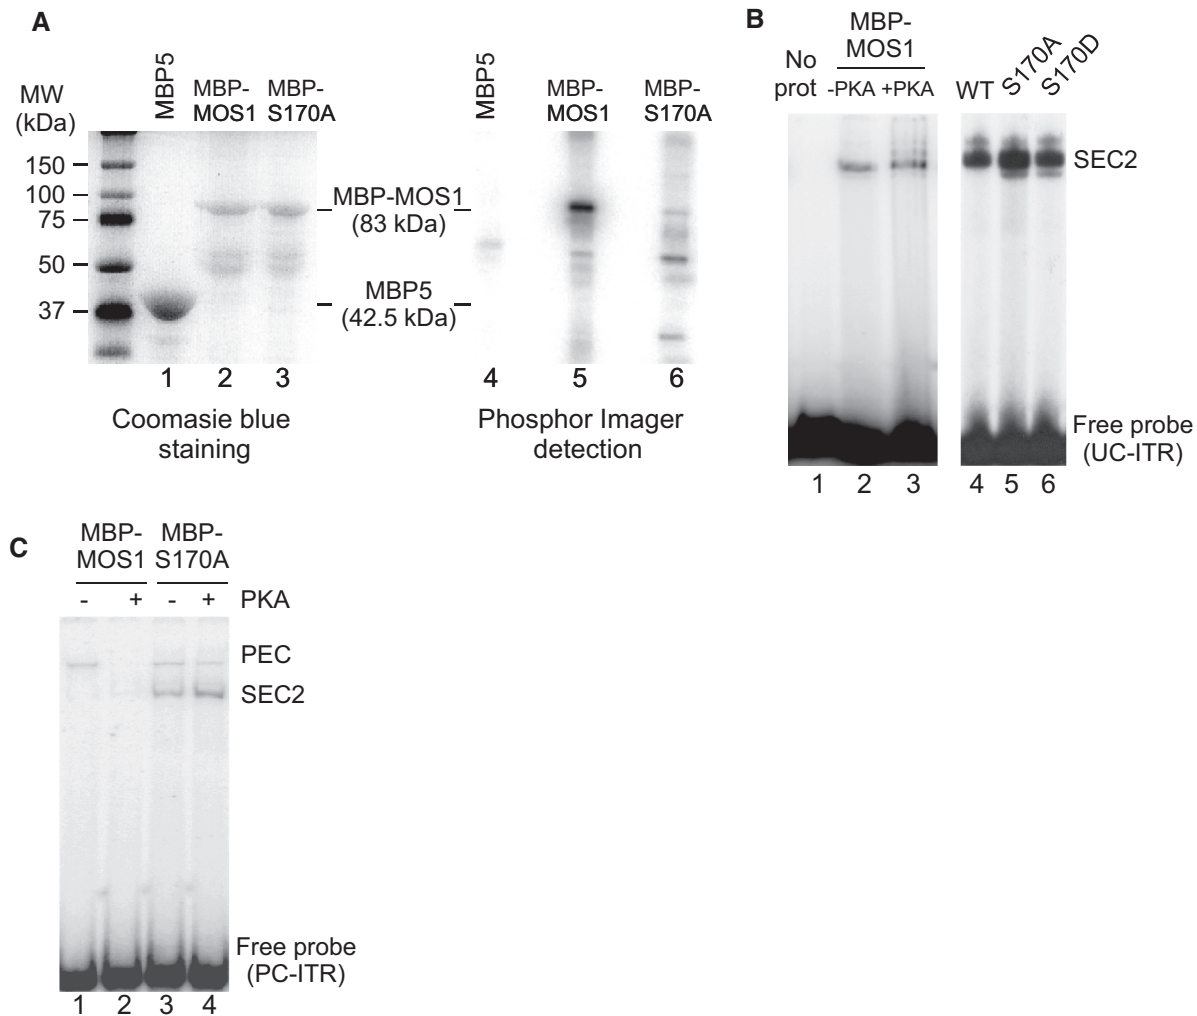 A
MW
(kDa)
MBP5
MBP-
MOS1
MBP-
S170A
150
100
75
50
37
MBP-MOS1
(83 kDa)
MBP5
(42.5 kDa)
1 2 3
Coomasie blue
staining
MBP5
MBP-
MOS1
MBP-
S170A
4 5 6
Phosphor Imager
detection
B
No
prot
MBP-
MOS1
-PKA +PKA
WT S170A S170D
SEC2
Free probe
(UC-ITR)
1 2 3 4 5 6
C
MBP-
MOS1
MBP-
S170A
- + - + PKA
PEC
SEC2
Free probe
(PC-ITR)
1 2 3 4